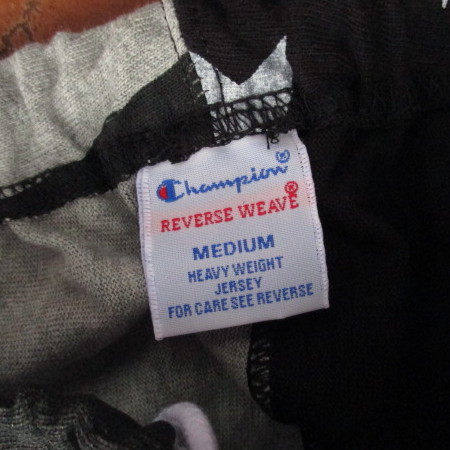 Champion®
REVERSE WEAVE®
MEDIUM
HEAVY WEIGHT
JERSEY
FOR CARE SEE REVERSE